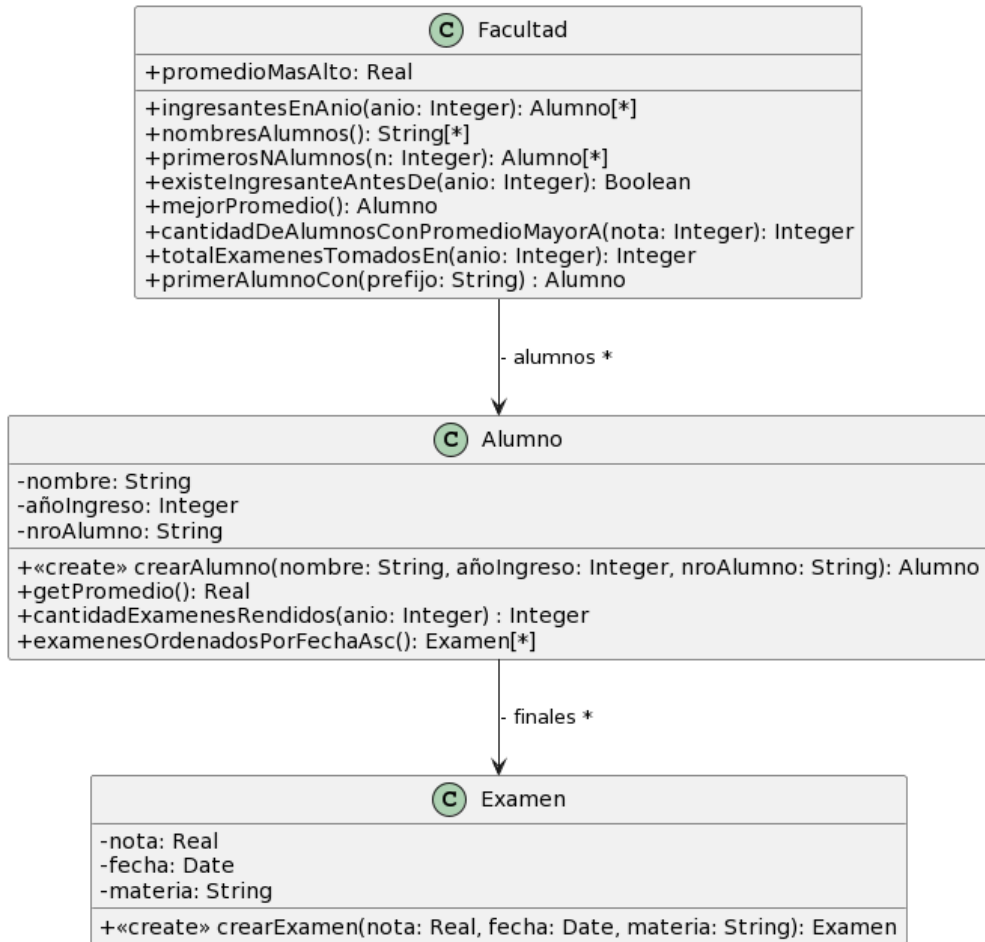 C Facultad
+promedioMasAlto: Real
+ingresantesEnAnio(anio: Integer): Alumno[*]
+nombresAlumnos(): String[*]
+primerosNAlumnos(n: Integer): Alumno[*]
+existeIngresanteAntesDe(anio: Integer): Boolean
+mejorPromedio(): Alumno
+cantidadDeAlumnosConPromedioMayorA(nota: Integer): Integer
+totalExamenesTomadosEn(anio: Integer): Integer
+primerAlumnoCon(prefijo: String) : Alumno
- alumnos *
C Alumno
-nombre: String
-añoIngreso: Integer
-nroAlumno: String
+«create» crearAlumno(nombre: String, añoIngreso: Integer, nroAlumno: String): Alumno
+getPromedio(): Real
+cantidadExamenesRendidos(anio: Integer) : Integer
+examenesOrdenadosPorFechaAsc(): Examen[*]
- finales *
C Examen
-nota: Real
-fecha: Date
-materia: String
+«create» crearExamen(nota: Real, fecha: Date, materia: String): Examen